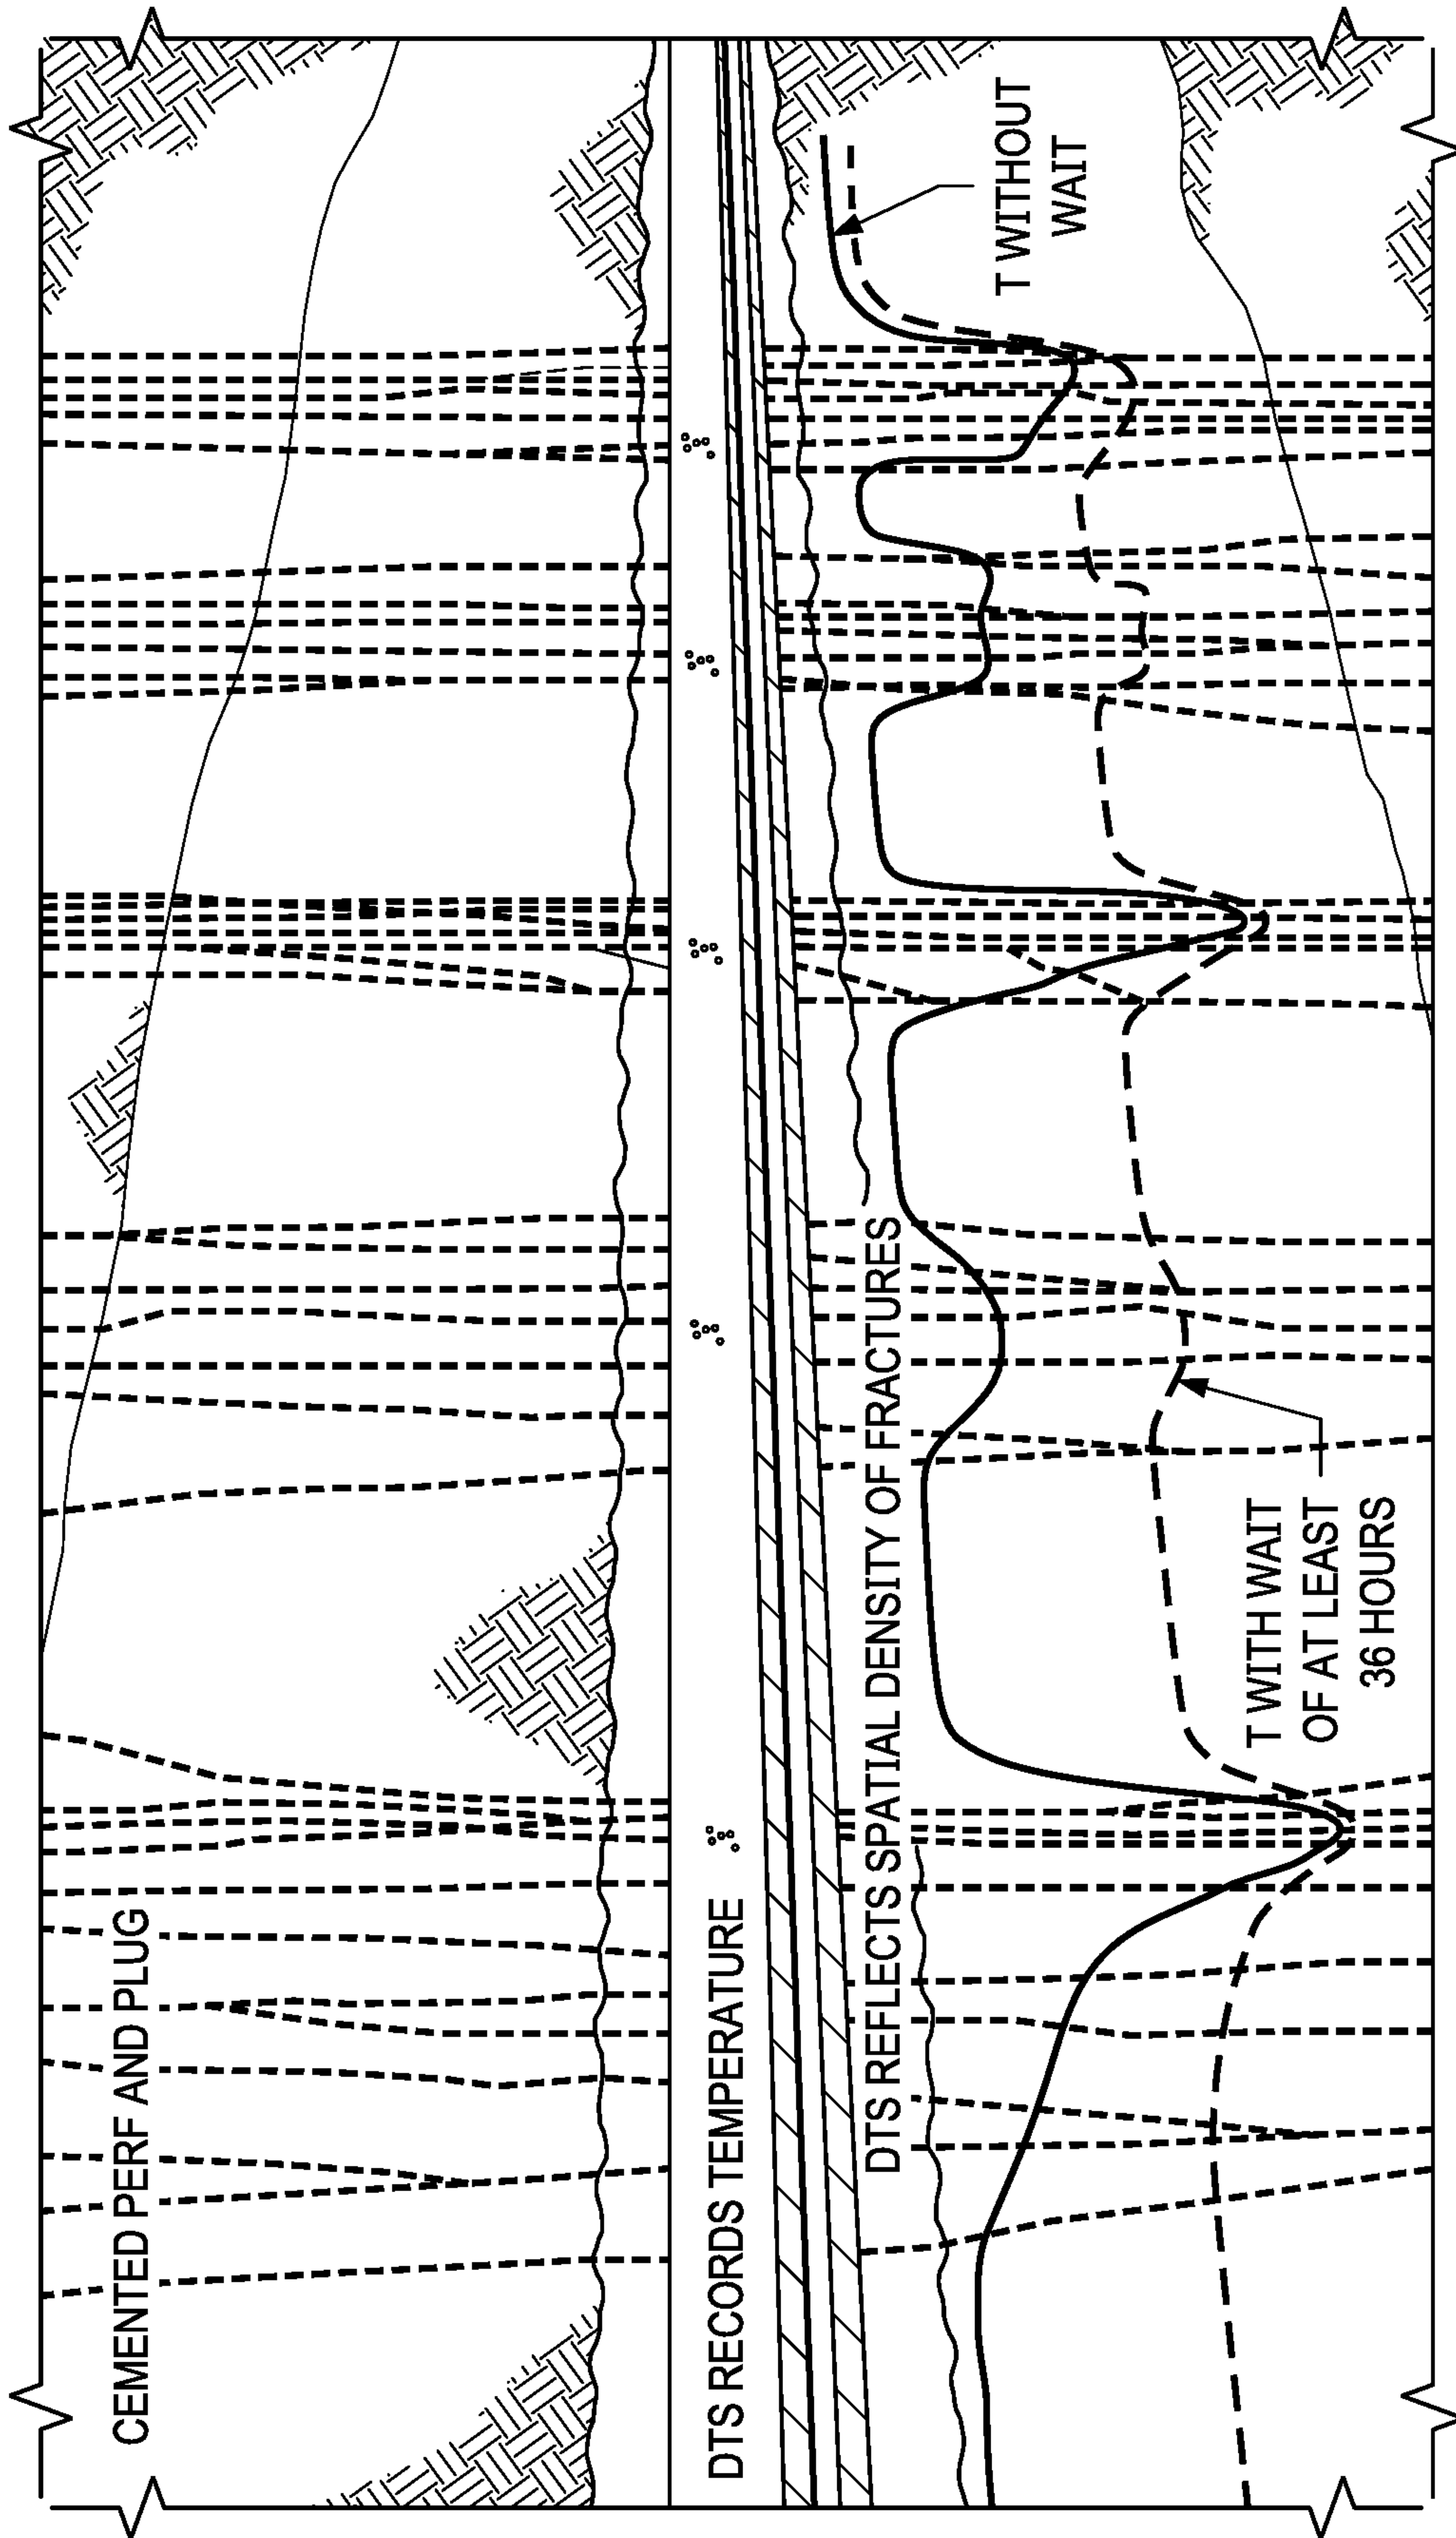 CEMENTED PERF AND PLUG
DTS RECORDS TEMPERATURE
DTS REFLECTS SPATIAL DENSITY OF FRACTURES
T WITHOUT
WAIT
T WITH WAIT
OF AT LEAST
36 HOURS